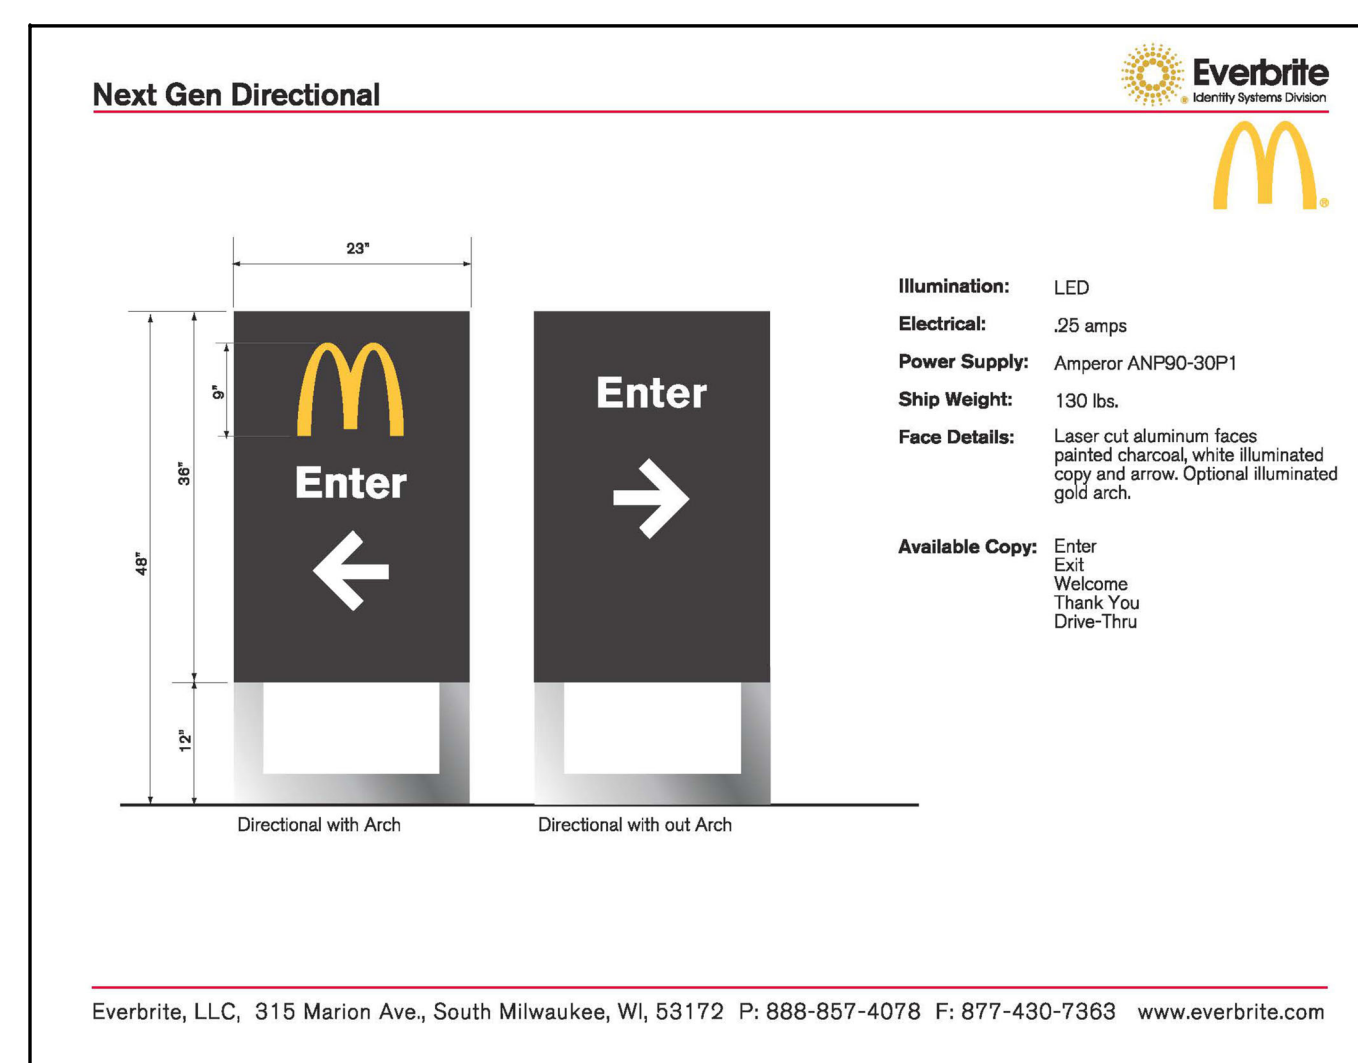 Next Gen Directional
Everbrite
® Identity Systems Division
®
23"
9"
36"
48"
12"
Enter
Enter
Directional with Arch
Directional with out Arch
Illumination: LED
Electrical: .25 amps
Power Supply: Amperor ANP90-30P1
Ship Weight: 130 lbs.
Face Details: Laser cut aluminum faces
painted charcoal, white illuminated
copy and arrow. Optional illuminated
gold arch.
Available Copy: Enter
Exit
Welcome
Thank You
Drive-Thru
Everbrite, LLC, 315 Marion Ave., South Milwaukee, WI, 53172 P: 888-857-4078 F: 877-430-7363 www.everbrite.com